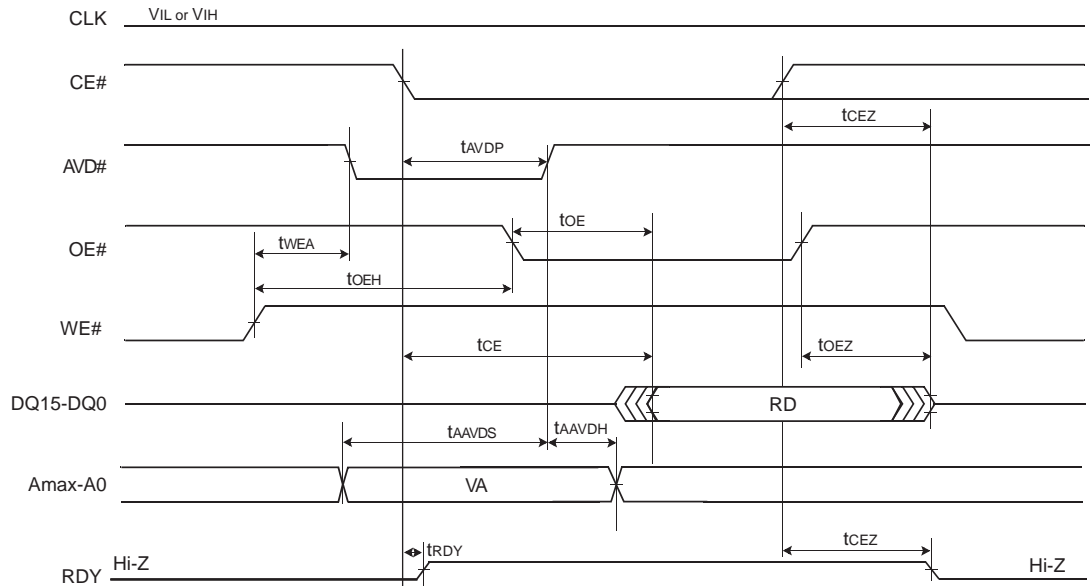 CLK VIL or VIH
CE#
tCEZ
AVD# tAVDP
tOE
OE# tWEA
tOEH
WE#
tCE tOEZ
DQ15-DQ0 RD
tAAVDS tAAVDH
Amax-A0 VA
tCEZ
RDY Hi-Z tRDY Hi-Z